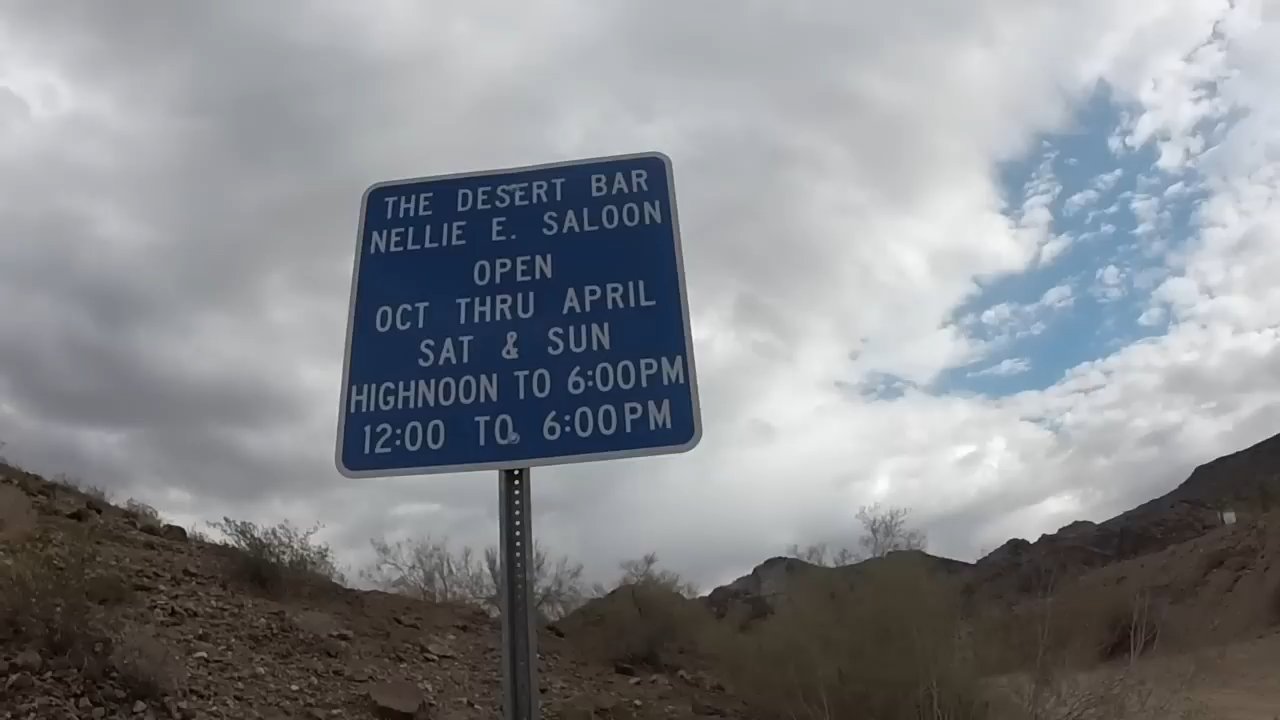 THE DESERT BAR
NELLIE E. SALOON
OPEN
OCT THRU APRIL
SAT & SUN
HIGHNOON TO 6:00PM
12:00 TO 6:00PM